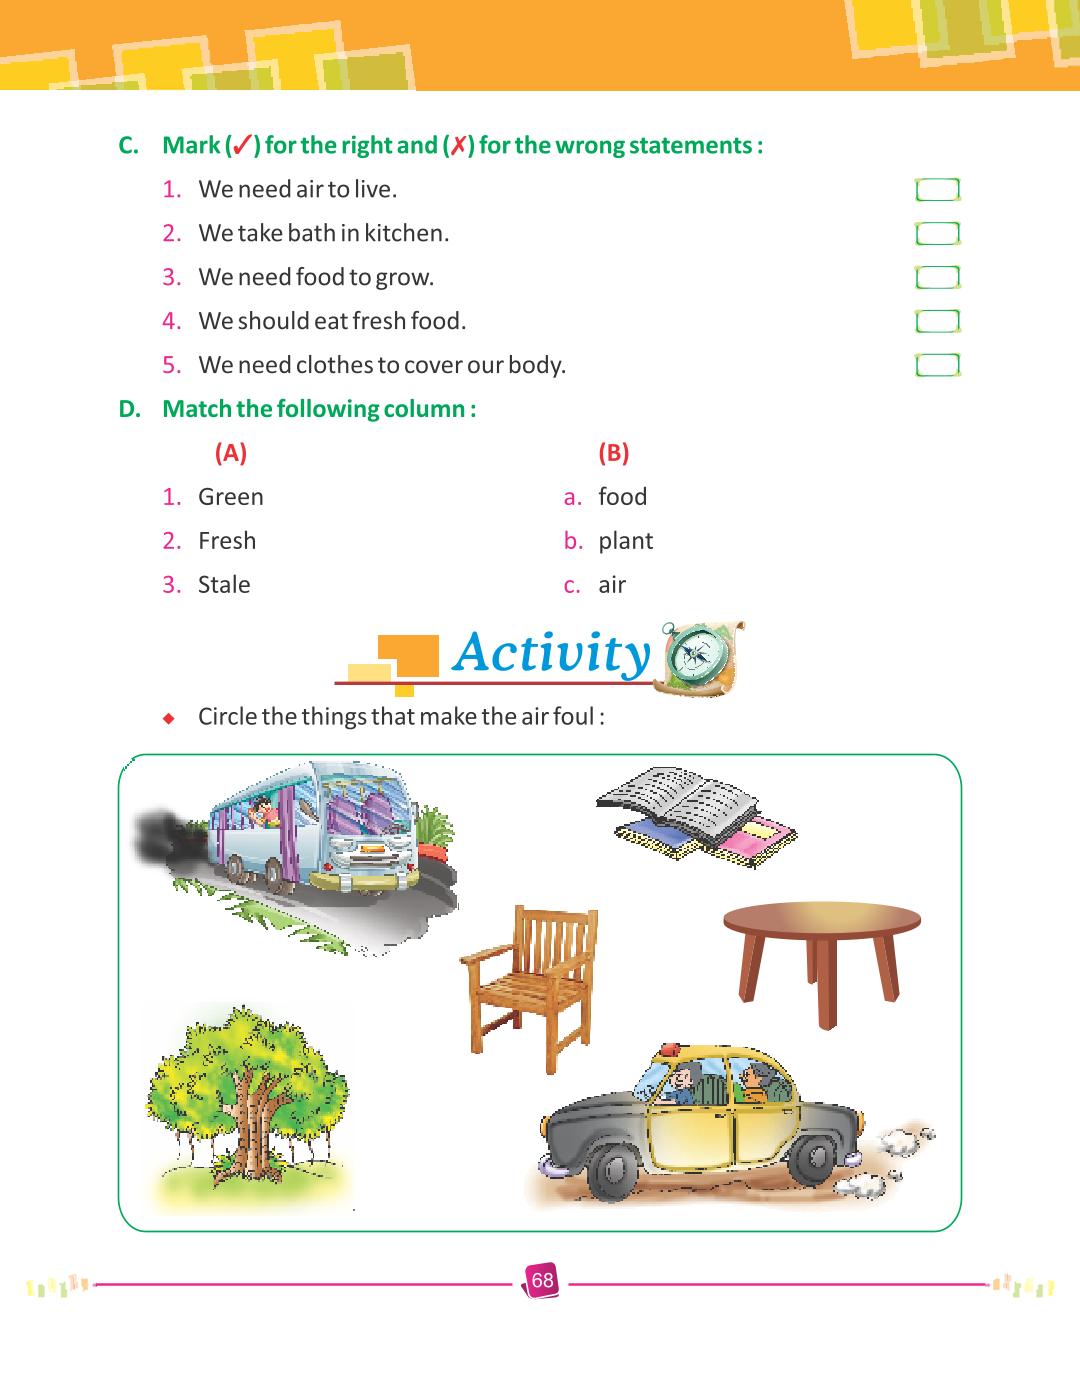 C. Mark (✓) for the right and (✗) for the wrong statements :
1. We need air to live.
2. We take bath in kitchen.
3. We need food to grow.
4. We should eat fresh food.
5. We need clothes to cover our body.
D. Match the following column :
(A) (B)
1. Green a. food
2. Fresh b. plant
3. Stale c. air
Activity
◆ Circle the things that make the air foul :
68